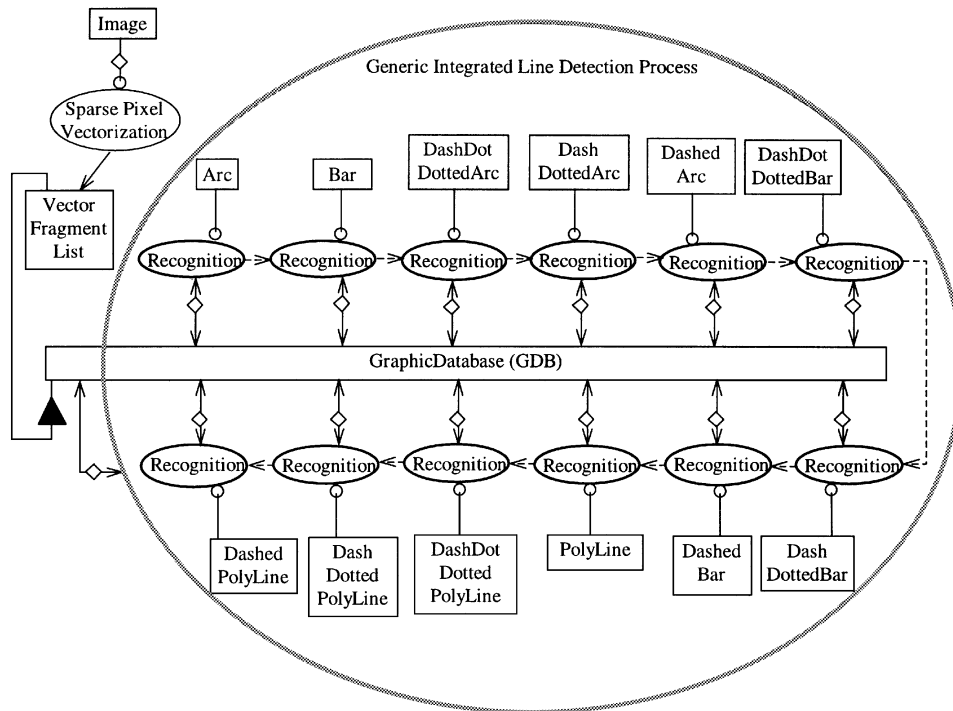 Image
Generic Integrated Line Detection Process
Sparse Pixel
Vectorization
Vector
Fragment
List
Arc
Bar
DashDot
DottedArc
Dash
DottedArc
Dashed
Arc
DashDot
DottedBar
Recognition
Recognition
Recognition
Recognition
Recognition
Recognition
GraphicDatabase (GDB)
Recognition
Recognition
Recognition
Recognition
Recognition
Recognition
Dashed
PolyLine
Dash
Dotted
PolyLine
DashDot
Dotted
PolyLine
PolyLine
Dashed
Bar
Dash
DottedBar